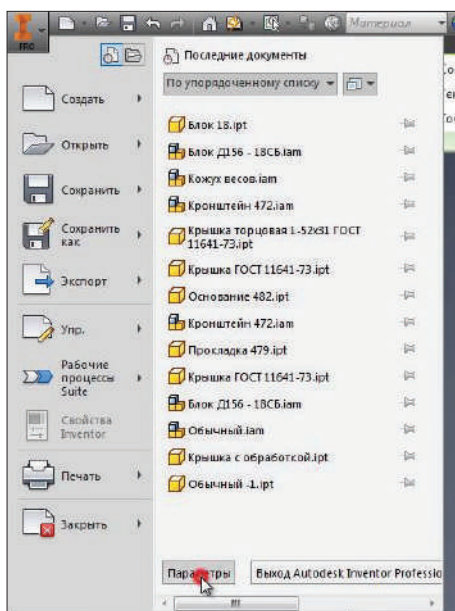 PRO
Материал
Последние документы
По упорядоченному списку
Создать
Открыть
Сохранить
Сохранить как
Экспорт
Упр.
Рабочие процессы Suite
Свойства Inventor
Печать
Закрыть
Блок 18.ipt
Блок Д156 - 18СБ.iam
Кожух весов.iam
Кронштейн 472.iam
Крышка торцовая 1-52x31 ГОСТ
11641-73.ipt
Крышка ГОСТ 11641-73.ipt
Основание 482.ipt
Кронштейн 472.iam
Прокладка 479.ipt
Крышка ГОСТ 11641-73.ipt
Блок Д156 - 18СБ.iam
Обычный.iam
Крышка с обработкой.ipt
Обычный -1.ipt
Параметры
Выход Autodesk Inventor Professio